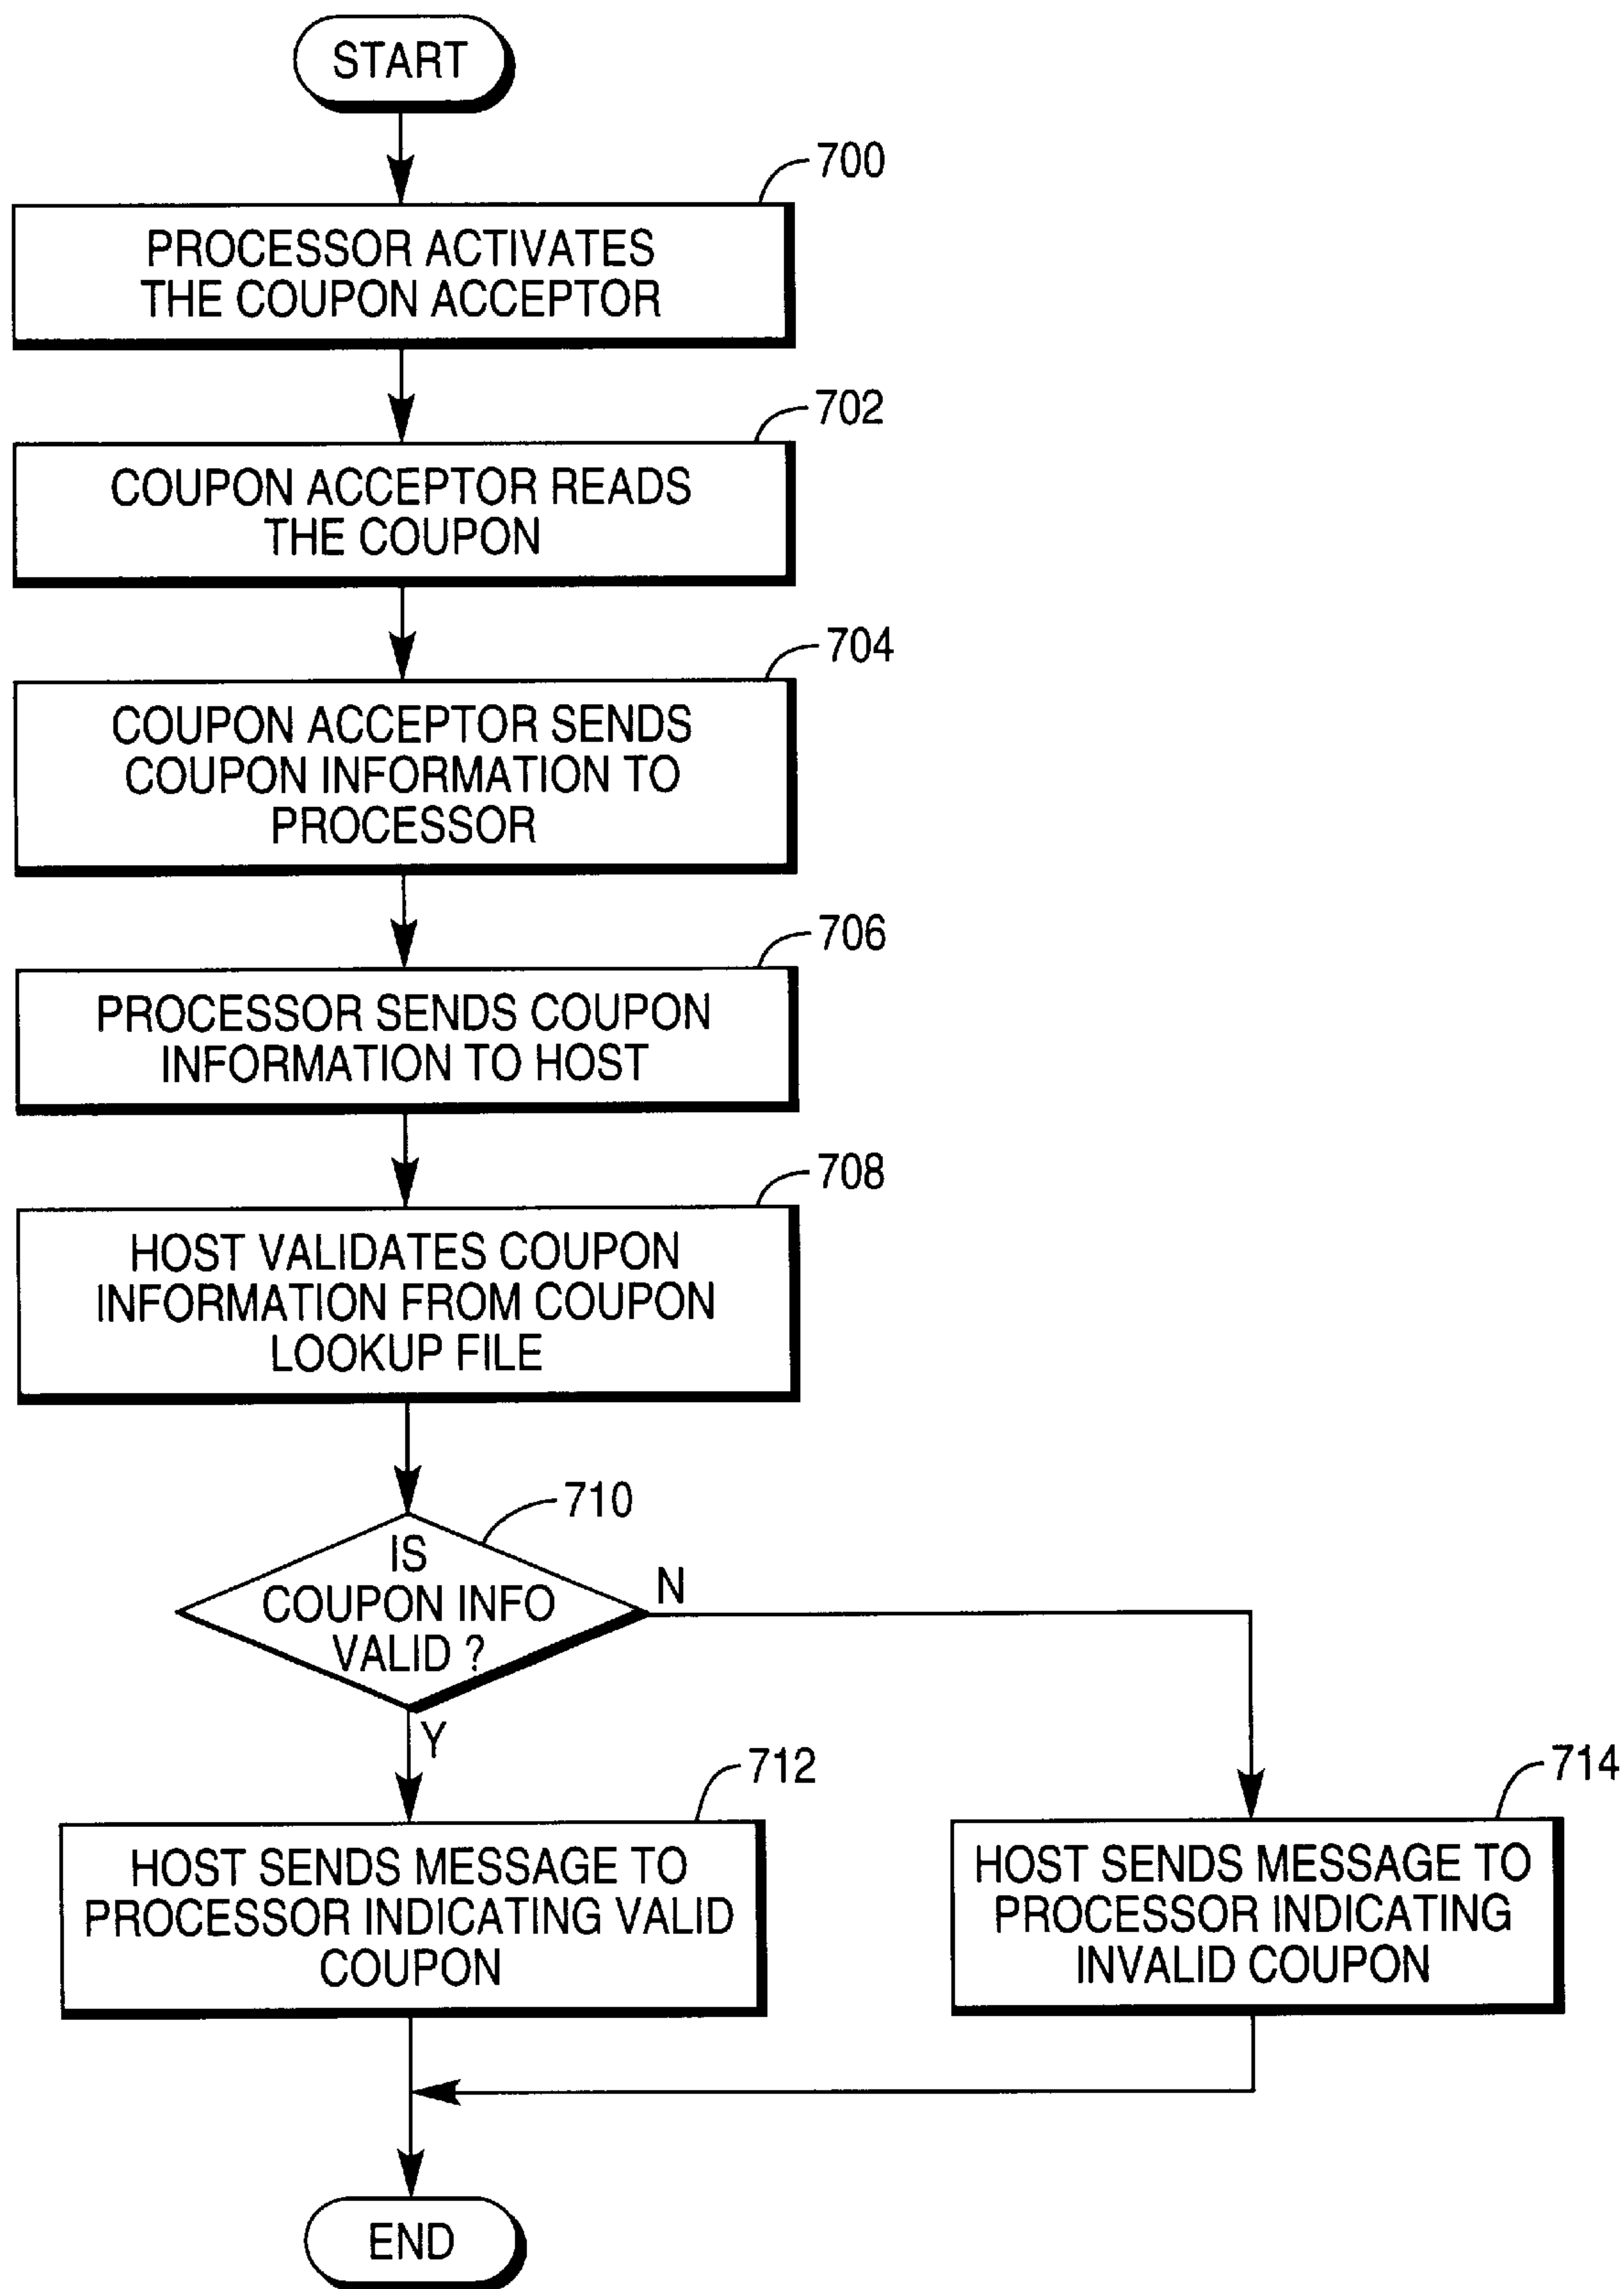 START
700
PROCESSOR ACTIVATES
THE COUPON ACCEPTOR
702
COUPON ACCEPTOR READS
THE COUPON
704
COUPON ACCEPTOR SENDS
COUPON INFORMATION TO
PROCESSOR
706
PROCESSOR SENDS COUPON
INFORMATION TO HOST
708
HOST VALIDATES COUPON
INFORMATION FROM COUPON
LOOKUP FILE
710
IS
COUPON INFO
VALID ?
N
Y
712
HOST SENDS MESSAGE TO
PROCESSOR INDICATING VALID
COUPON
714
HOST SENDS MESSAGE TO
PROCESSOR INDICATING
INVALID COUPON
END